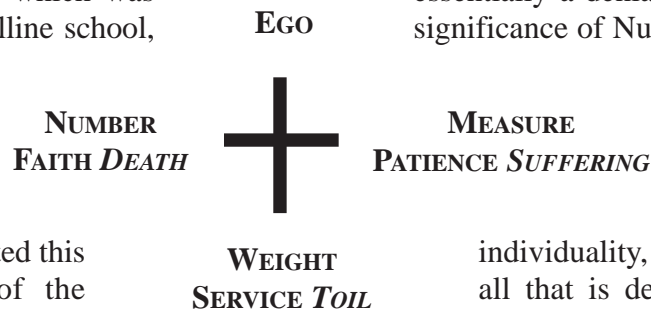 which was
lline school,
EGO
essentially a
significance of Nu
NUMBER
FAITH DEATH
MEASURE
PATIENCE SUFFERING
ted this
of the
WEIGHT
SERVICE TOIL
individuality,
all that is de